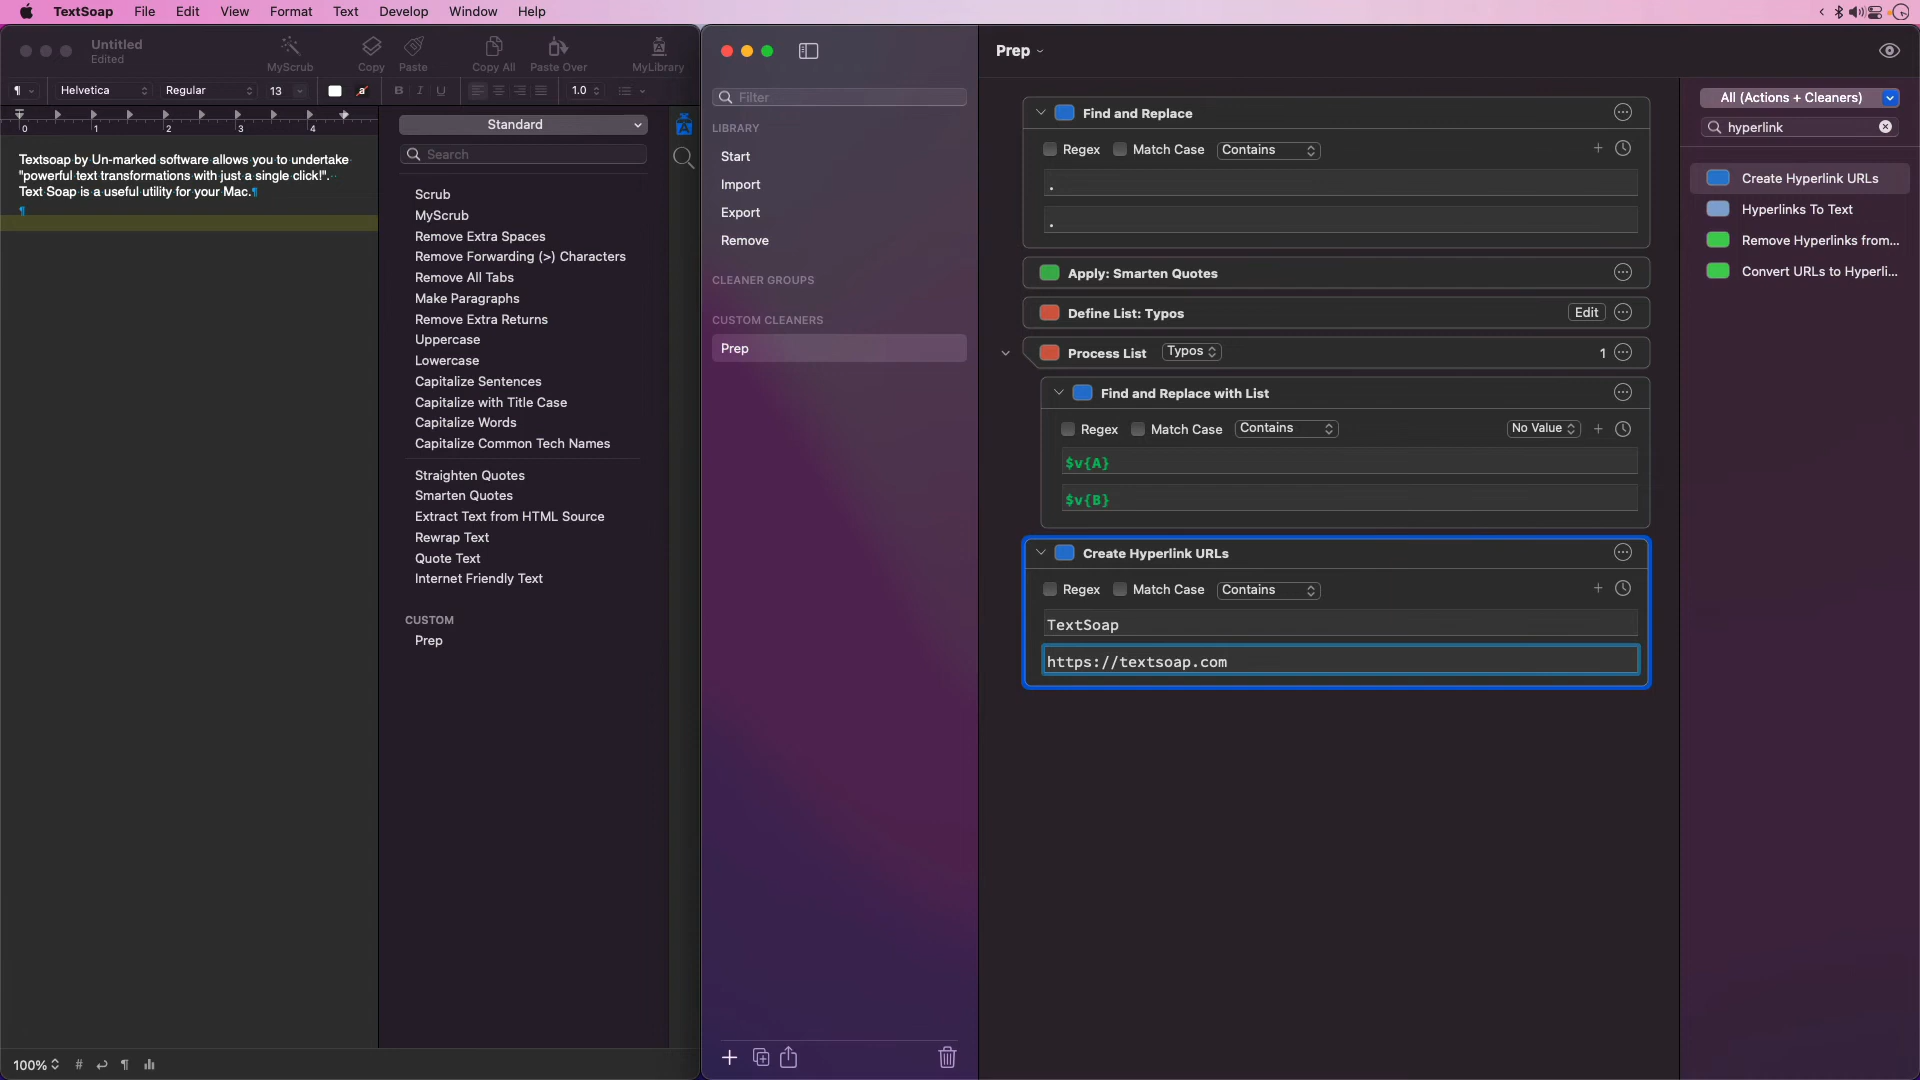 TextSoap File Edit View Format Text Develop Window Help
Untitled
Edited
MyScrub Copy Paste Copy All Paste Over MyLibrary
¶ Helvetica Regular 13 a B I U 1.0
0 1 2 3 4
Textsoap by Un-marked software allows you to undertake
"powerful text transformations with just a single click!".
Text Soap is a useful utility for your Mac.¶
¶
100% # ¶
Standard
Search
Scrub
MyScrub
Remove Extra Spaces
Remove Forwarding (>) Characters
Remove All Tabs
Make Paragraphs
Remove Extra Returns
Uppercase
Lowercase
Capitalize Sentences
Capitalize with Title Case
Capitalize Words
Capitalize Common Tech Names
Straighten Quotes
Smarten Quotes
Extract Text from HTML Source
Rewrap Text
Quote Text
Internet Friendly Text
CUSTOM
Prep
Filter
LIBRARY
Start
Import
Export
Remove
CLEANER GROUPS
CUSTOM CLEANERS
Prep
Prep
Find and Replace
Regex Match Case Contains
.
.
Apply: Smarten Quotes
Define List: Typos Edit
Process List Typos 1
Find and Replace with List
Regex Match Case Contains No Value
$v{A}
$v{B}
Create Hyperlink URLs
Regex Match Case Contains
TextSoap
https://textsoap.com
All (Actions + Cleaners)
hyperlink
Create Hyperlink URLs
Hyperlinks To Text
Remove Hyperlinks from...
Convert URLs to Hyperli...